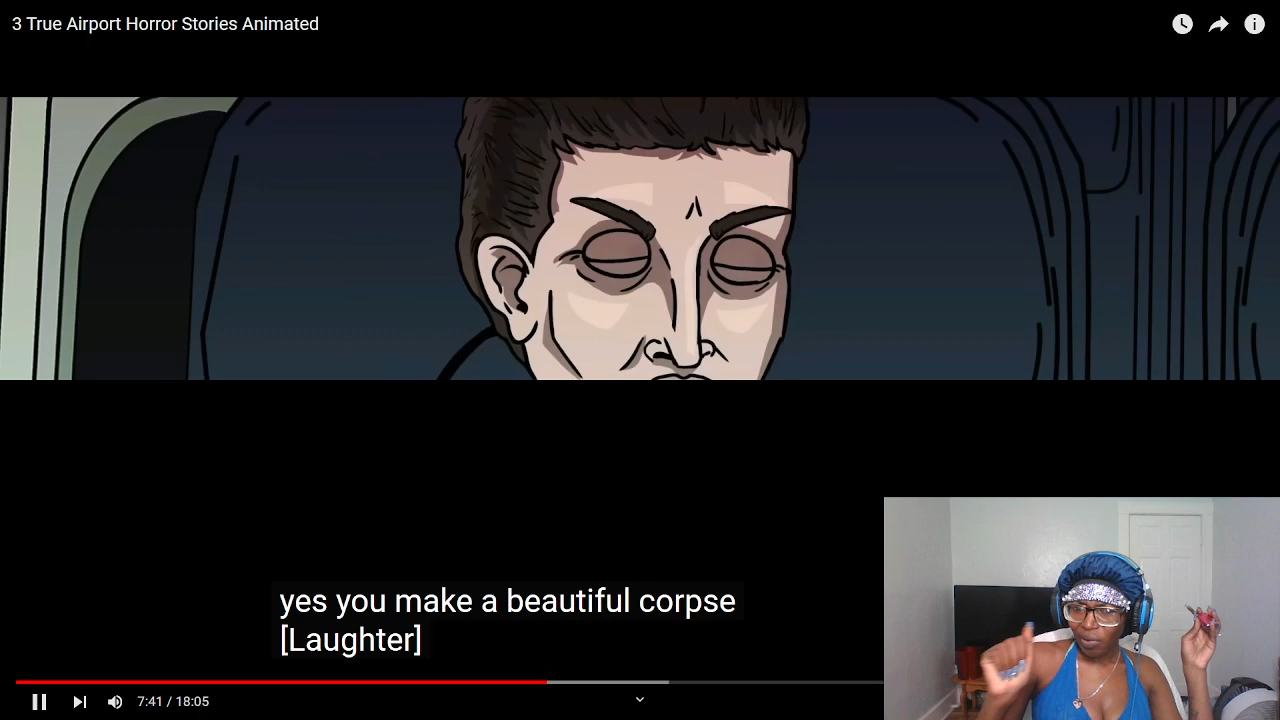 3 True Airport Horror Stories Animated
yes you make a beautiful corpse
[Laughter]
7:41 / 18:05